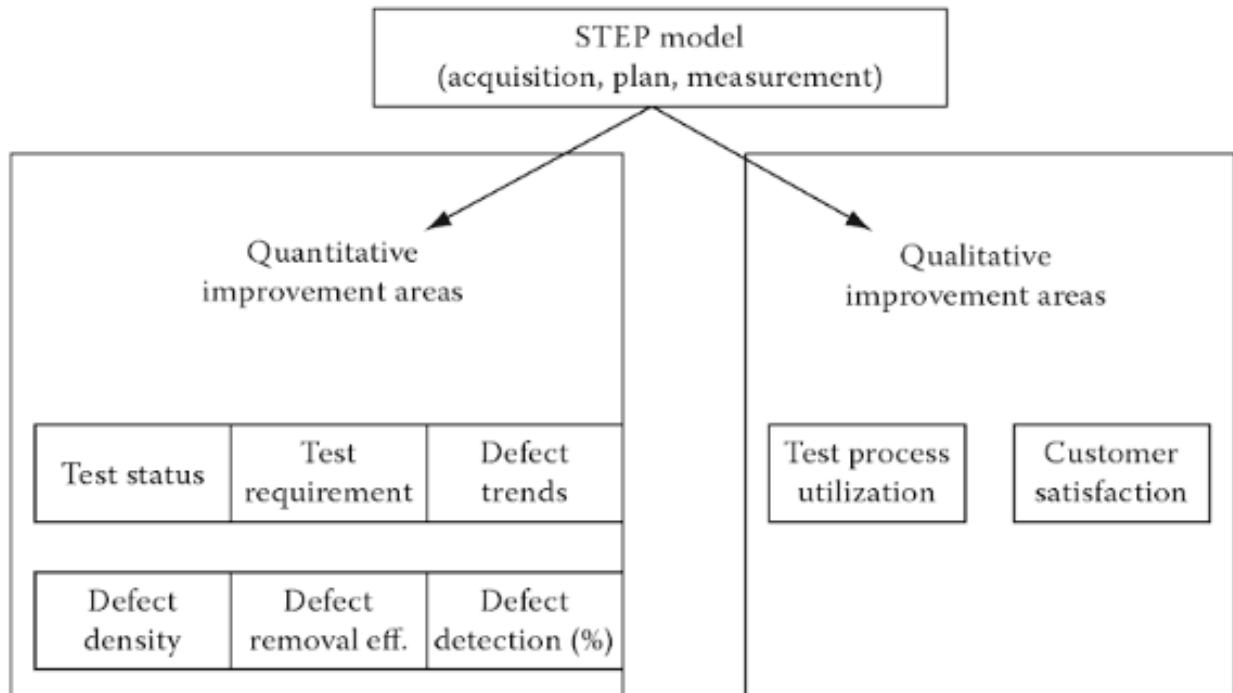 STEP model
(acquisition, plan, measurement)
Quantitative
improvement areas
Qualitative
improvement areas
Test status
Test
requirement
Defect
trends
Test process
utilization
Customer
satisfaction
Defect
density
Defect
removal eff.
Defect
detection (%)